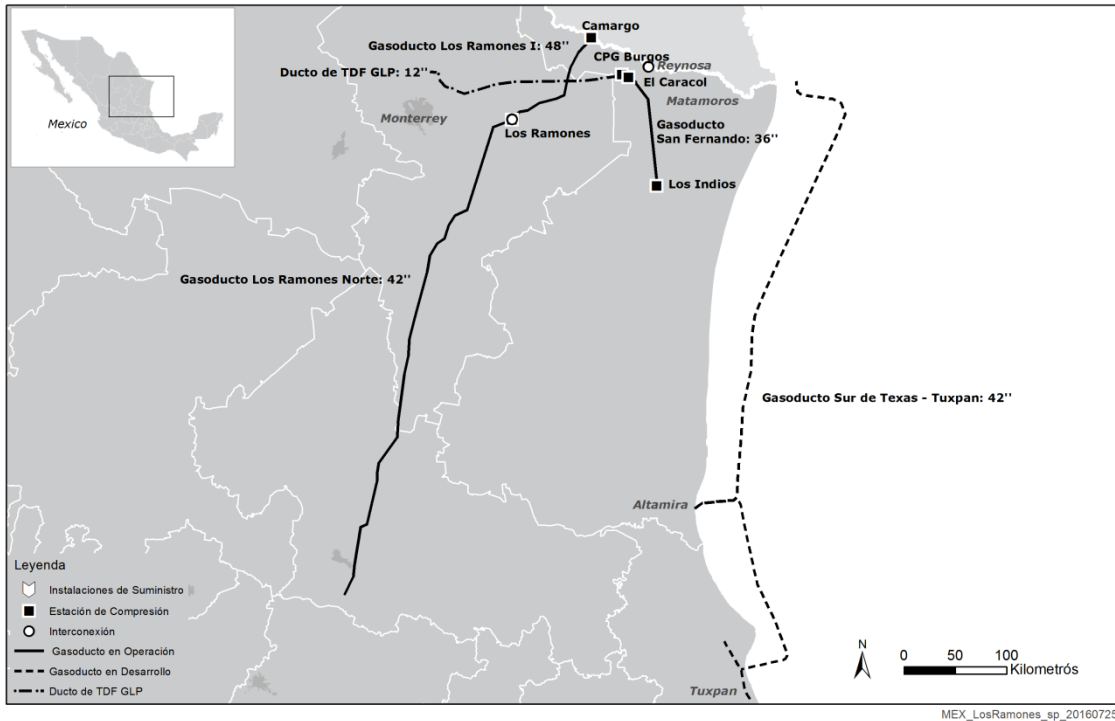 Camargo
Gasoducto Los Ramones I: 48''
CPG Burgos
Reynosa
Ducto de TDF GLP: 12''
El Caracol
Matamoros
Mexico
Monterrey
Los Ramones
Gasoducto
San Fernando: 36''
Los Indios
Gasoducto Los Ramones Norte: 42''
Gasoducto Sur de Texas - Tuxpan: 42''
Altamira
Leyenda
Instalaciones de Suministro
Estación de Compresión
Interconexión
Gasoducto en Operación
Gasoducto en Desarrollo
Ducto de TDF GLP
Tuxpan
N
0 50 100
Kilometrós
MEX_LosRamones_sp_20160725